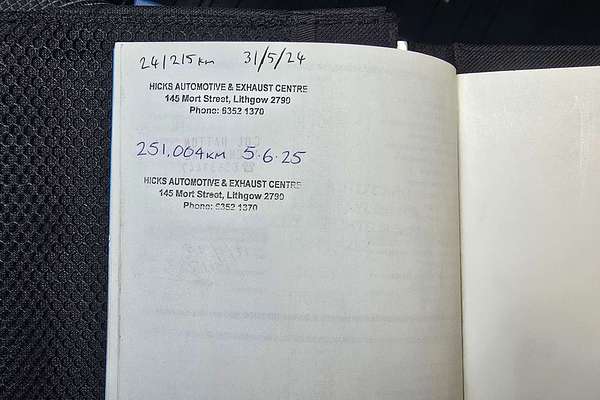 241215km 31/5/24
HICKS AUTOMOTIVE & EXHAUST CENTRE
145 Mort Street, Lithgow 2790
Phone: 6352 1370
251,064KM 5.6.25
HICKS AUTOMOTIVE & EXHAUST CENTRE
145 Mort Street, Lithgow 2790
Phone: 6352 1370